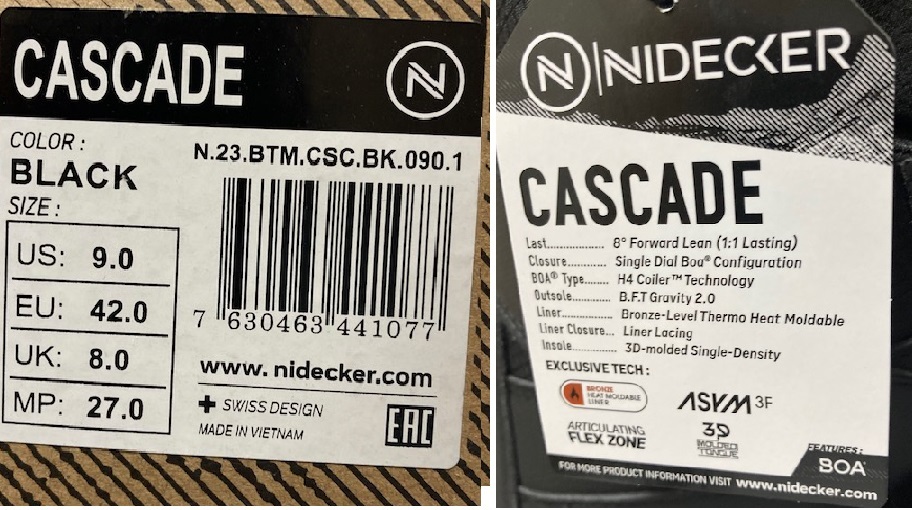 CASCADE
N
COLOR :
BLACK
N.23.BTM.CSC.BK.090.1
SIZE :
US: 9.0
EU: 42.0
UK: 8.0
MP: 27.0
7 630463 441077
www.nidecker.com
SWISS DESIGN
MADE IN VIETNAM
EAC
N NIDECKER
CASCADE
Last.................. 8° Forward Lean (1:1 Lasting)
Closure............ Single Dial Boa® Configuration
BOA® Type....... H4 Coiler™ Technology
Outsole............. B.F.T Gravity 2.0
Liner.................. Bronze-Level Thermo Heat Moldable
Liner Closure... Liner Lacing
Insole................ 3D-molded Single-Density
EXCLUSIVE TECH :
BRONZE
HEAT MOLDABLE
LINER
ASYM 3F
ARTICULATING
FLEX ZONE
3D
MOLDED
TONGUE
FEATURES:
BOA
FOR MORE PRODUCT INFORMATION VISIT www.nidecker.com